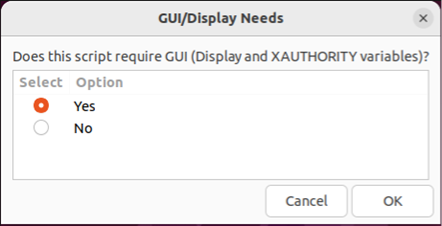 GUI/Display Needs
Does this script require GUI (Display and XAUTHORITY variables)?
Select Option
Yes
No
Cancel OK